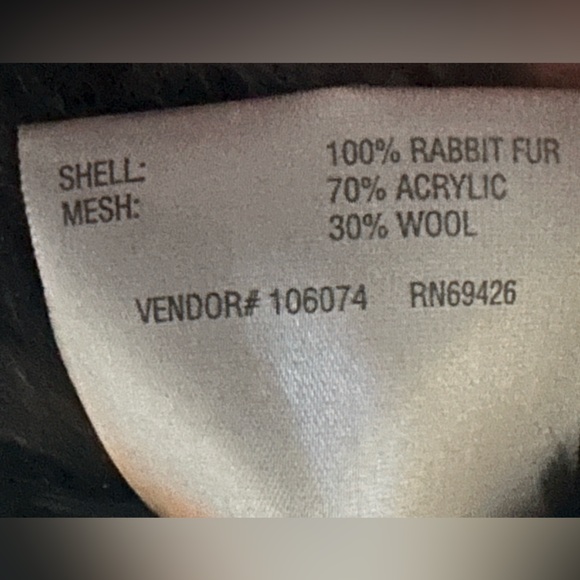 SHELL: 100% RABBIT FUR
MESH: 70% ACRYLIC
30% WOOL
VENDOR# 106074 RN69426